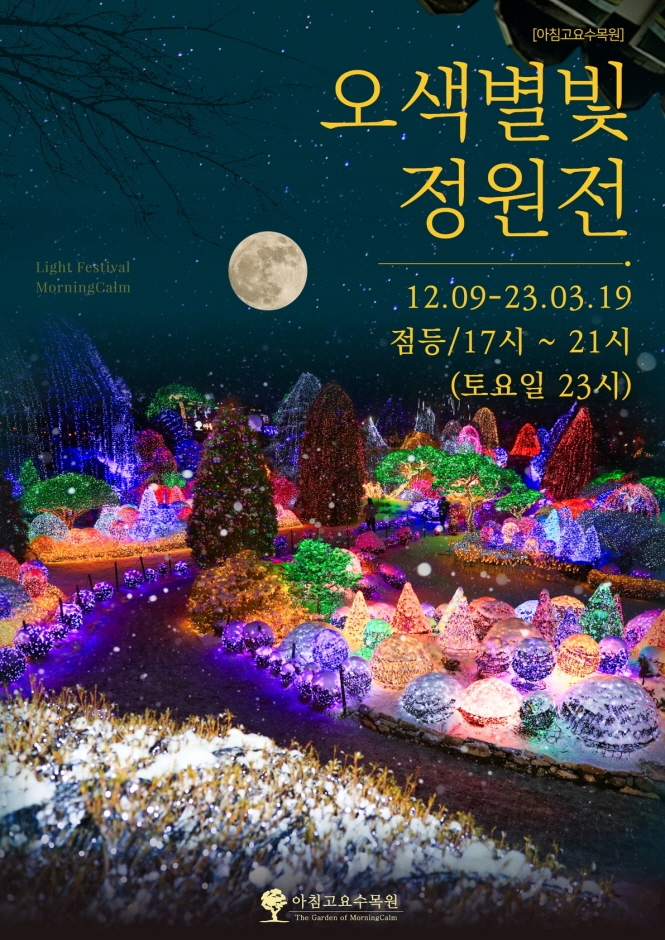 [아침고요수목원]
오색별빛
정원전
12.09-23.03.19
점등/17시 ~ 21시
(토요일 23시)
Light Festival
MorningCalm
아침고요수목원
The Garden of MorningCalm